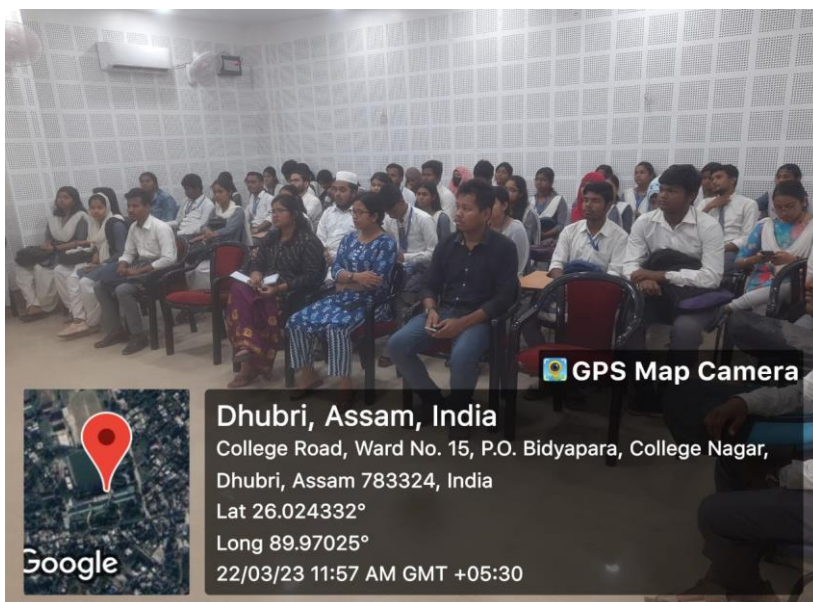 GPS Map Camera
Dhubri, Assam, India
College Road, Ward No. 15, P.O. Bidyapara, College Nagar,
Dhubri, Assam 783324, India
Lat 26.024332°
Long 89.97025°
22/03/23 11:57 AM GMT +05:30
Google